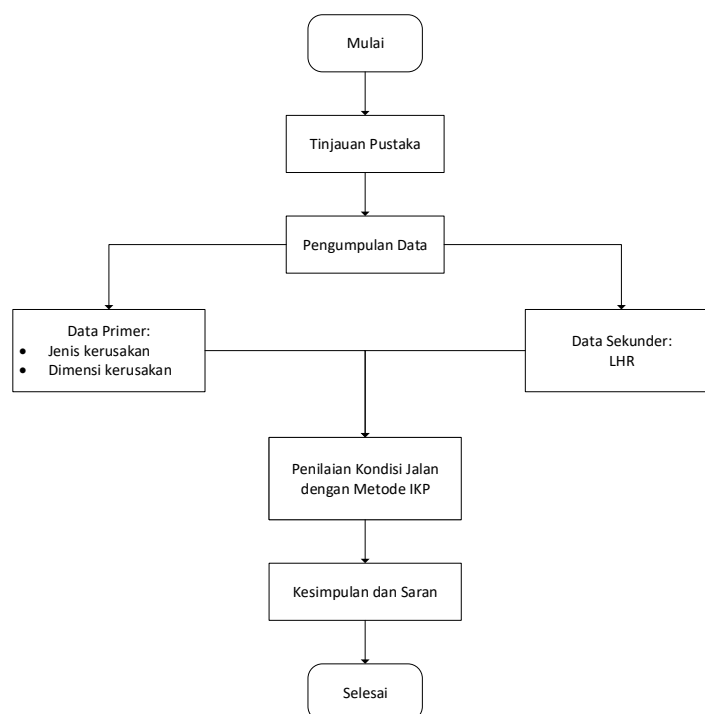 Mulai
Tinjauan Pustaka
Pengumpulan Data
Data Primer:
• Jenis kerusakan
• Dimensi kerusakan
Data Sekunder:
LHR
Penilaian Kondisi Jalan
dengan Metode IKP
Kesimpulan dan Saran
Selesai